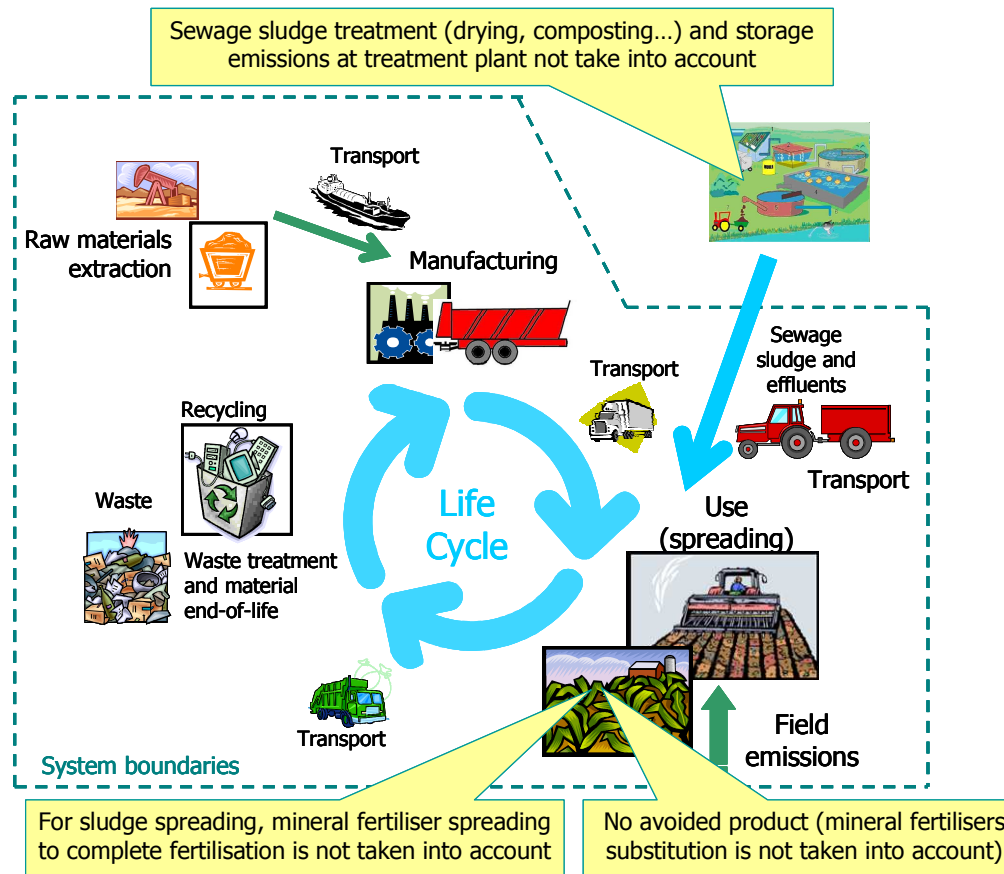 Sewage sludge treatment (drying, composting…) and storage
emissions at treatment plant not take into account
Transport
Raw materials
extraction
Manufacturing
Transport
Sewage
sludge and
effluents
Transport
Recycling
Life
Cycle
Use
(spreading)
Waste
Waste treatment
and material
end-of-life
Transport
Field
emissions
System boundaries
For sludge spreading, mineral fertiliser spreading
to complete fertilisation is not taken into account
No avoided product (mineral fertilisers
substitution is not taken into account)